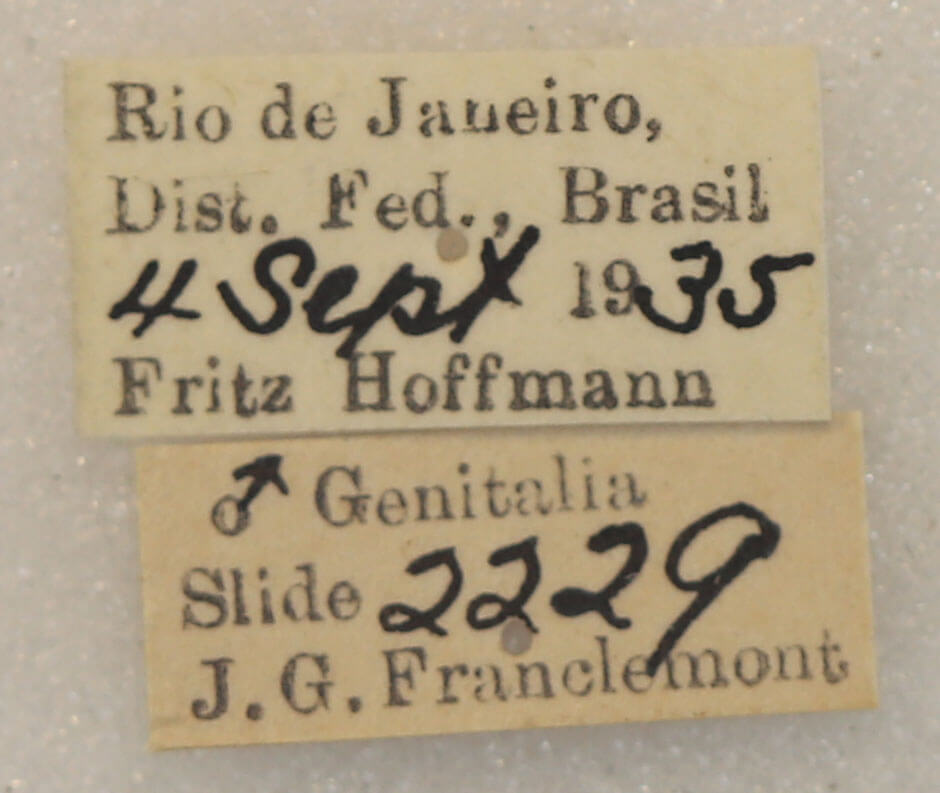 Rio de Janeiro,
Dist. Fed., Brasil
4 Sept 1935
Fritz Hoffmann
♂ Genitalia
Slide 2229
J.G. Franclemont